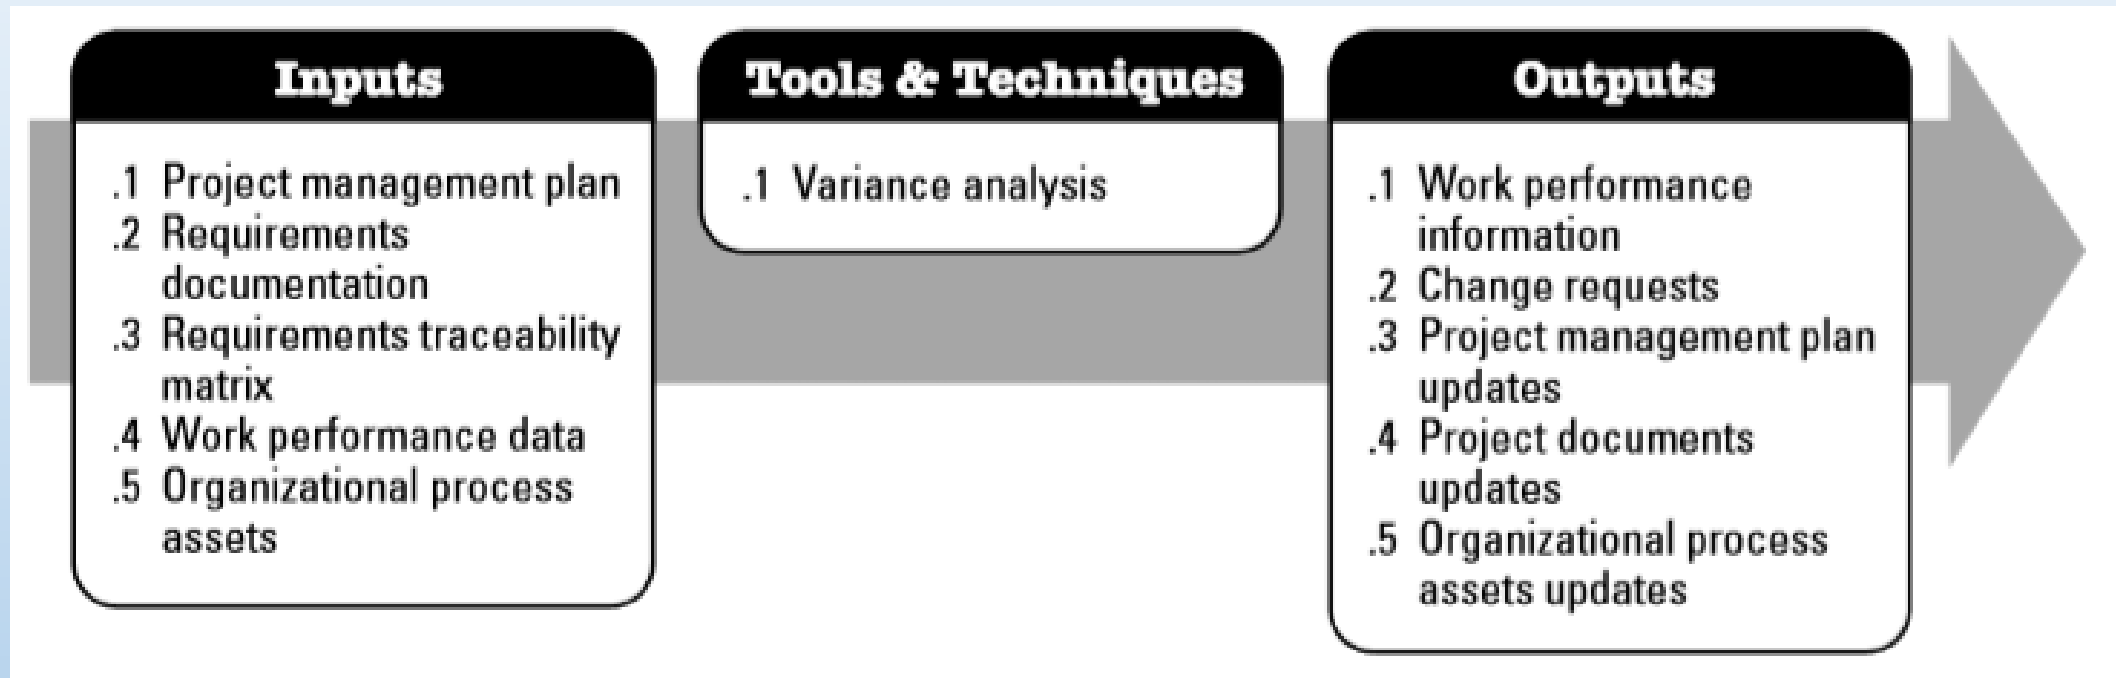 Inputs
.1 Project management plan
.2 Requirements
documentation
.3 Requirements traceability
matrix
.4 Work performance data
.5 Organizational process
assets
Tools & Techniques
.1 Variance analysis
Outputs
.1 Work performance
information
.2 Change requests
.3 Project management plan
updates
.4 Project documents
updates
.5 Organizational process
assets updates